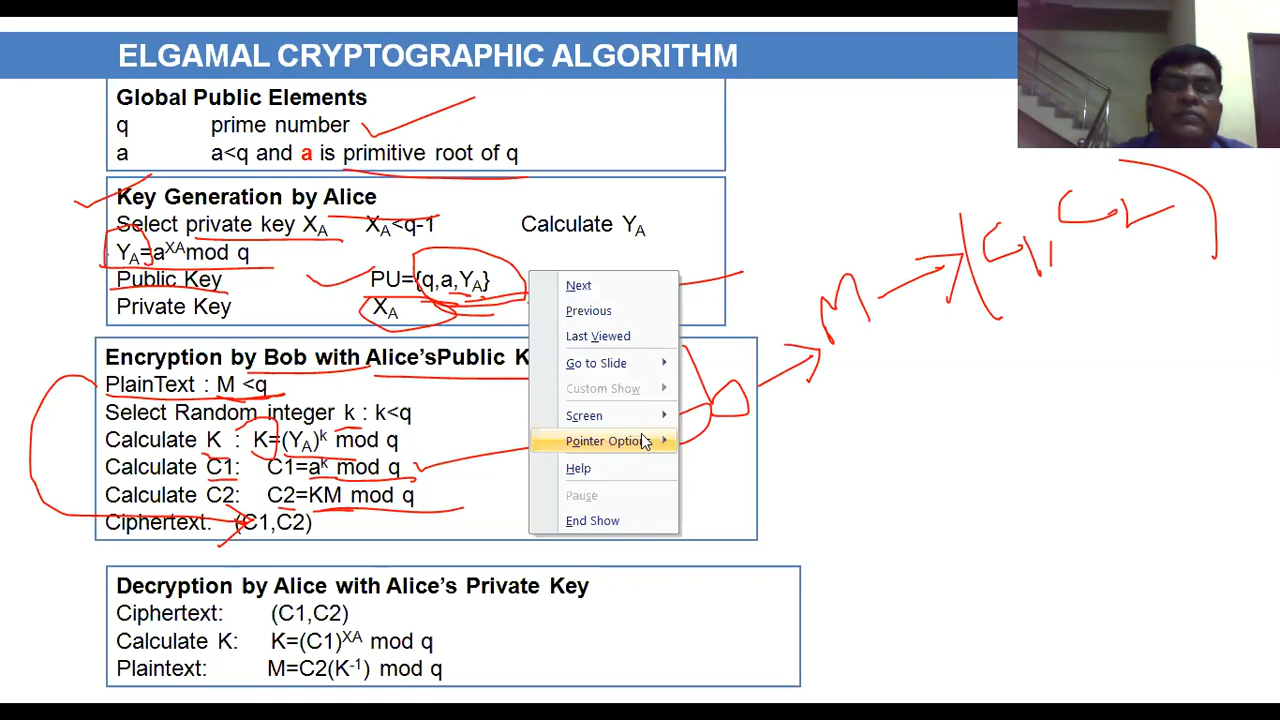 ELGAMAL CRYPTOGRAPHIC ALGORITHM
Global Public Elements
q prime number
a a<q and a is primitive root of q
Key Generation by Alice
Select private key XA XA<q-1 Calculate YA
YA=aXAmod q
Public Key PU={q,a,YA}
Private Key XA
Encryption by Bob with Alice'sPublic K
PlainText : M <q
Select Random integer k : k<q
Calculate K : K=(YA)k mod q
Calculate C1: C1=ak mod q
Calculate C2: C2=KM mod q
Ciphertext: (C1,C2)
Next
Previous
Last Viewed
Go to Slide
Custom Show
Screen
Pointer Option
Help
Pause
End Show
M → (C1, C2)
Decryption by Alice with Alice's Private Key
Ciphertext: (C1,C2)
Calculate K: K=(C1)XA mod q
Plaintext: M=C2(K-1) mod q